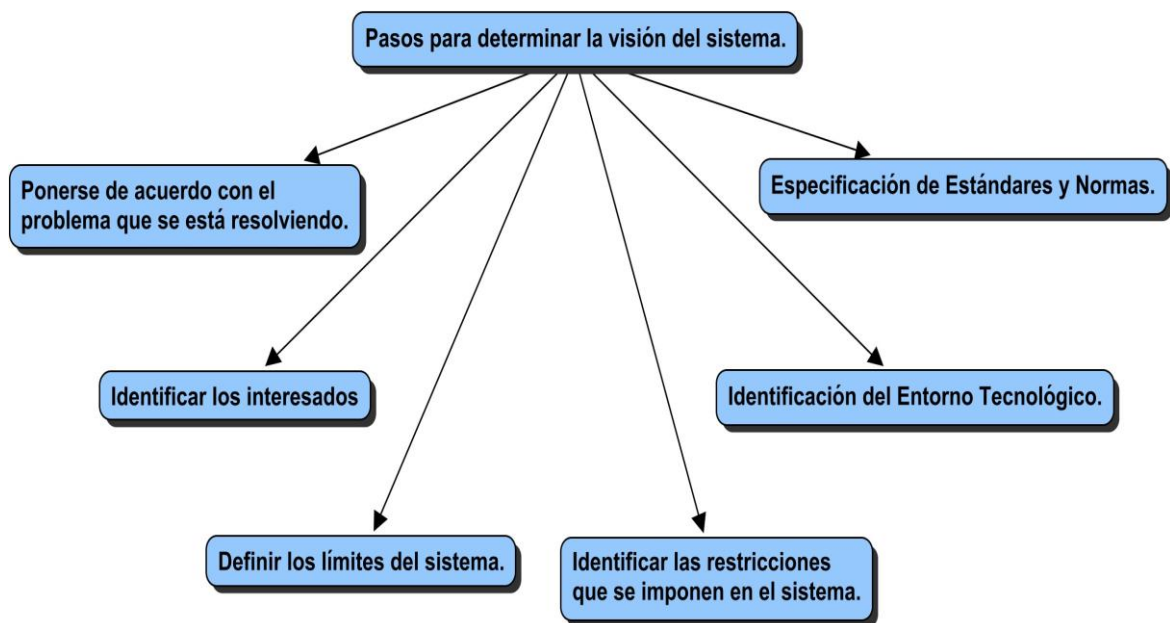 Pasos para determinar la visión del sistema.
Ponerse de acuerdo con el
problema que se está resolviendo.
Especificación de Estándares y Normas.
Identificar los interesados
Identificación del Entorno Tecnológico.
Definir los límites del sistema.
Identificar las restricciones
que se imponen en el sistema.